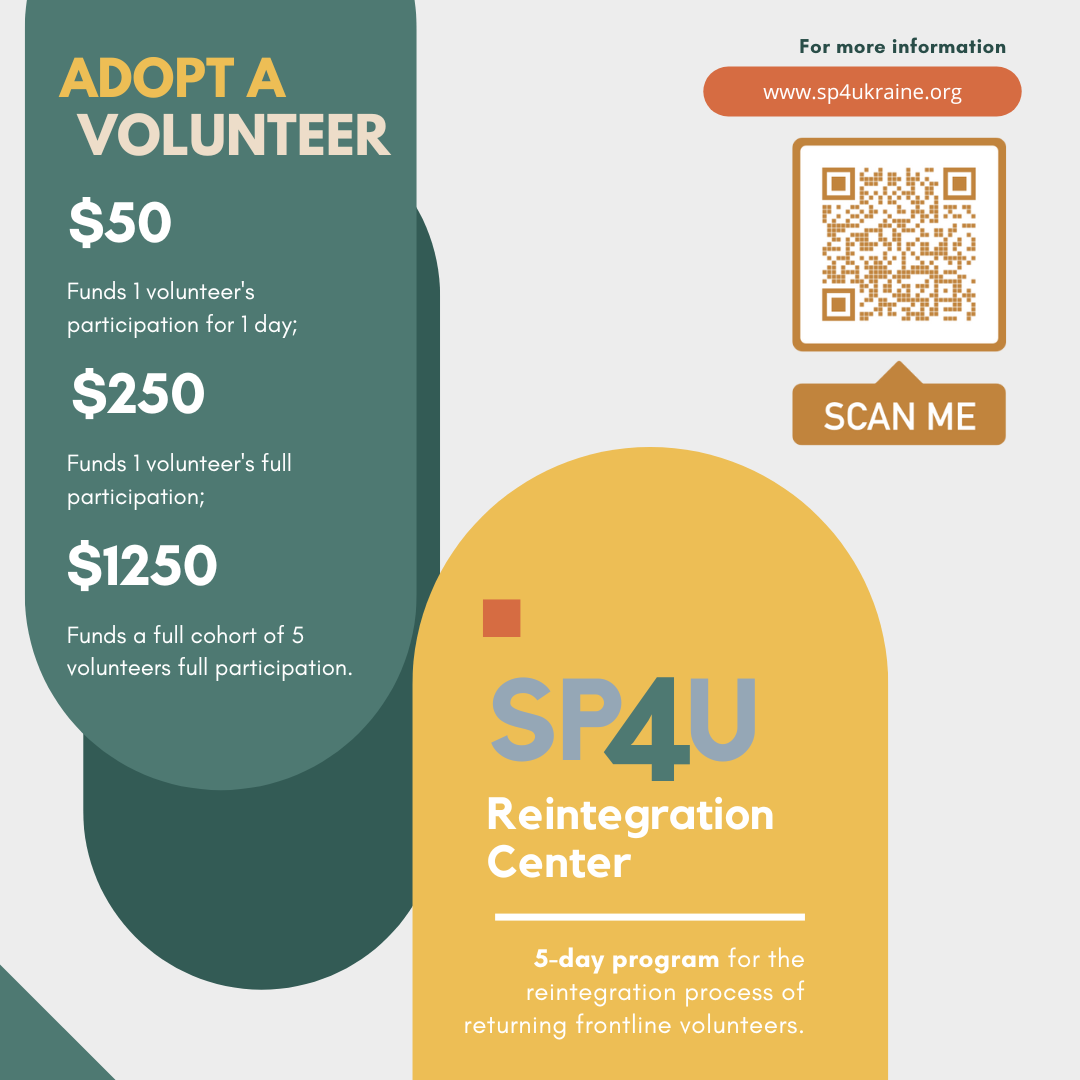 ADOPT A
VOLUNTEER
$50
Funds 1 volunteer's
participation for 1 day;
$250
Funds 1 volunteer's full
participation;
$1250
Funds a full cohort of 5
volunteers full participation.
For more information
www.sp4ukraine.org
SCAN ME
SP4U
Reintegration
Center
5-day program for the
reintegration process of
returning frontline volunteers.